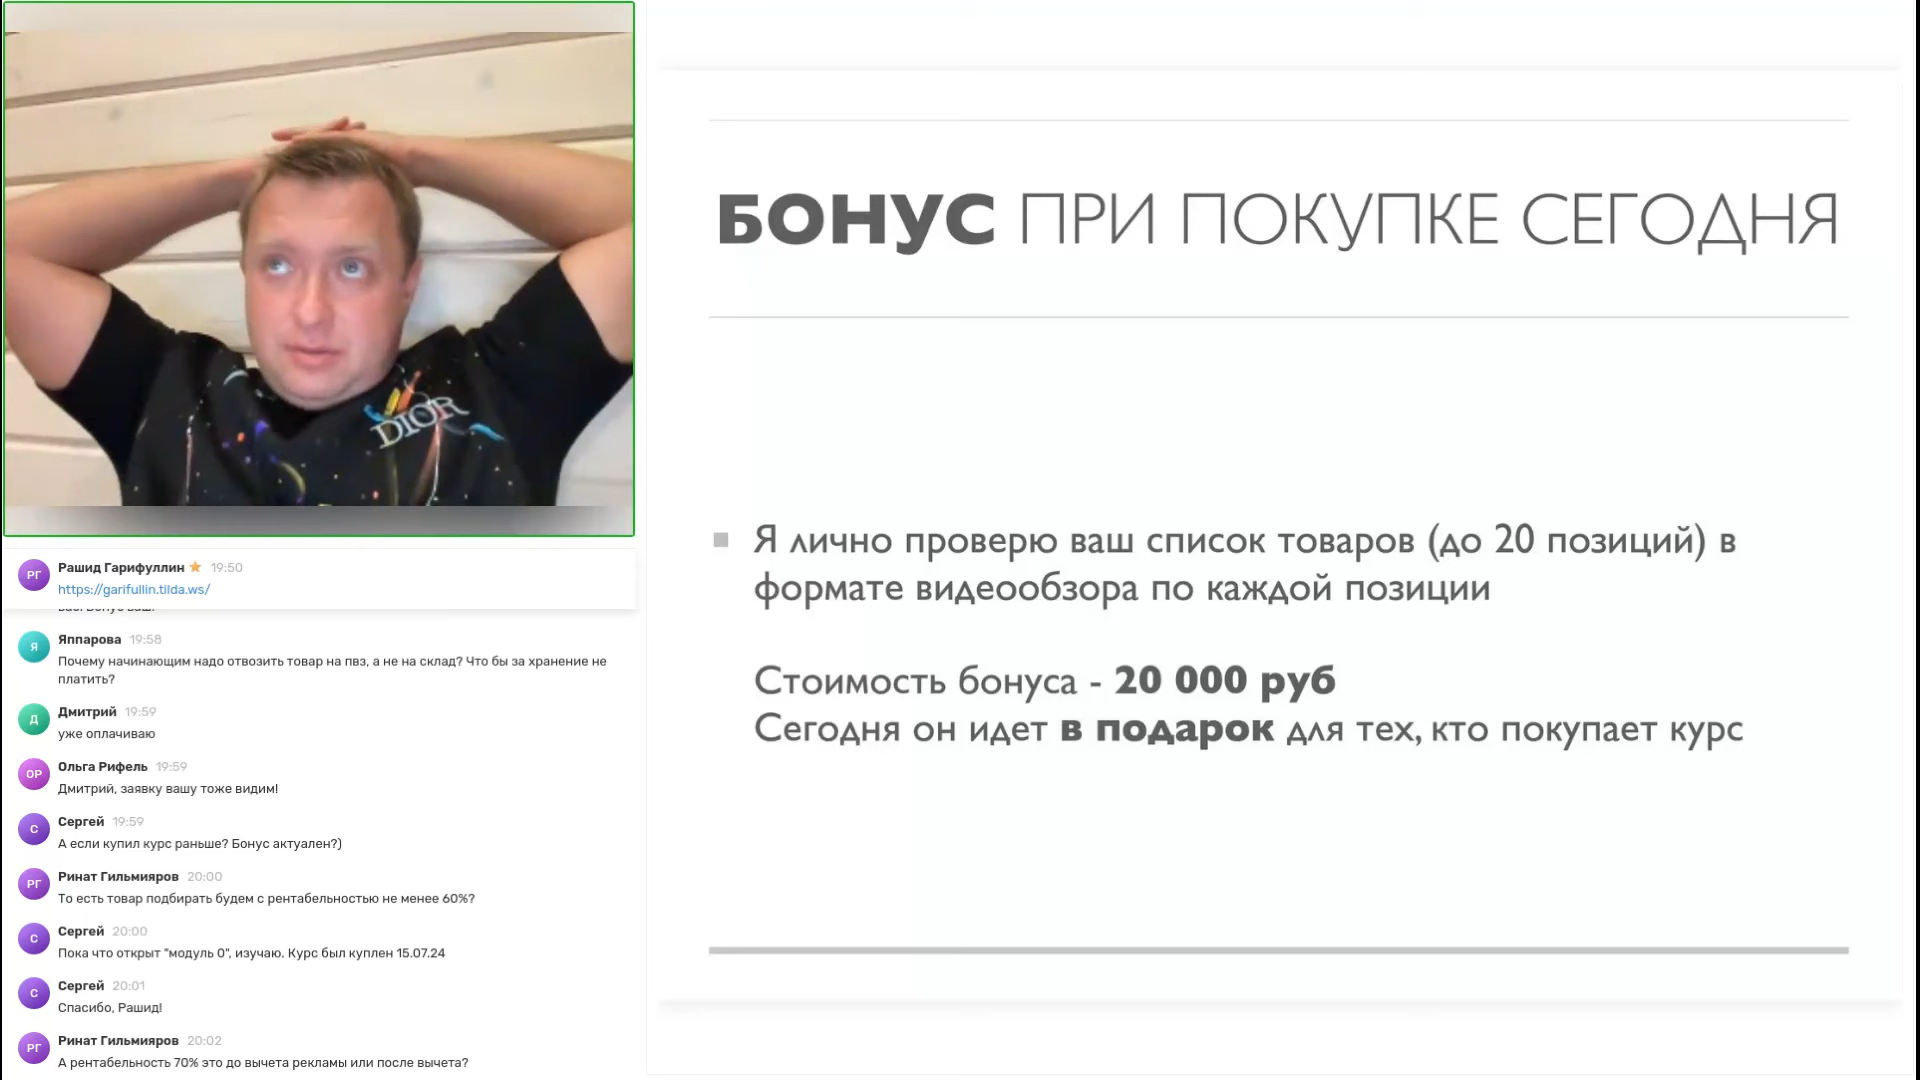 DIOR
РГ
Рашид Гарифуллин 19:50
https://garifullin.tilda.ws/
Я
Яппарова 19:58
Почему начинающим надо отвозить товар на пвз, а не на склад? Что бы за хранение не
платить?
Д
Дмитрий 19:59
уже оплачиваю
ОР
Ольга Рифель 19:59
Дмитрий, заявку вашу тоже видим!
С
Сергей 19:59
А если купил курс раньше? Бонус актуален?)
РГ
Ринат Гильмияров 20:00
То есть товар подбирать будем с рентабельностью не менее 60%?
С
Сергей 20:00
Пока что открыт "модуль 0", изучаю. Курс был куплен 15.07.24
С
Сергей 20:01
Спасибо, Рашид!
РГ
Ринат Гильмияров 20:02
А рентабельность 70% это до вычета рекламы или после вычета?
БОНУС ПРИ ПОКУПКЕ СЕГОДНЯ
Я лично проверю ваш список товаров (до 20 позиций) в
формате видеообзора по каждой позиции
Стоимость бонуса - 20 000 руб
Сегодня он идет в подарок для тех, кто покупает курс